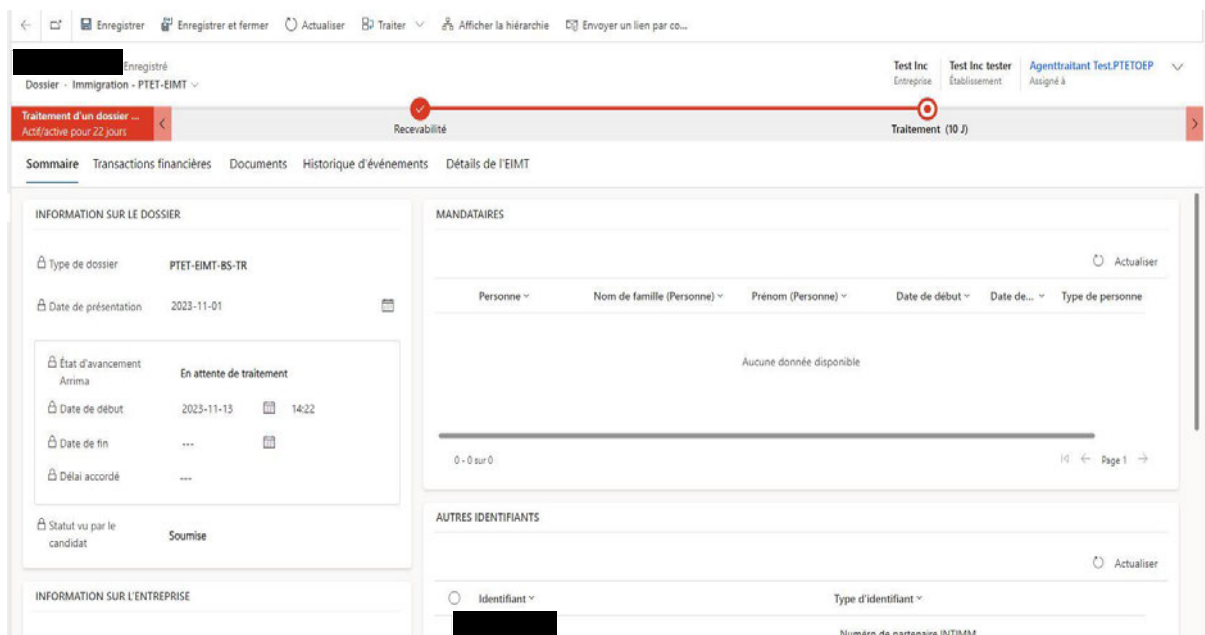 Enregistrer Enregistrer et fermer Actualiser Traiter Afficher la hiérarchie Envoyer un lien par co...
Enregistré
Dossier · Immigration - PTET-EIMT
Test Inc
Entreprise
Test Inc tester
Établissement
Agenttraitant Test.PTETOEP
Assigné à
Traitement d'un dossier ...
Actif/active pour 22 jours
Recevabilité
Traitement (10 J)
Sommaire Transactions financières Documents Historique d'événements Détails de l'EIMT
INFORMATION SUR LE DOSSIER
Type de dossier PTET-EIMT-BS-TR
Date de présentation 2023-11-01
État d'avancement
Arrima
En attente de traitement
Date de début 2023-11-13 14:22
Date de fin ---
Délai accordé ---
Statut vu par le
candidat
Soumise
INFORMATION SUR L'ENTREPRISE
MANDATAIRES
Actualiser
Personne Nom de famille (Personne) Prénom (Personne) Date de début Date de... Type de personne
Aucune donnée disponible
0 - 0 sur 0 Page 1
AUTRES IDENTIFIANTS
Actualiser
Identifiant Type d'identifiant
Numéro de partenaire INTIMM